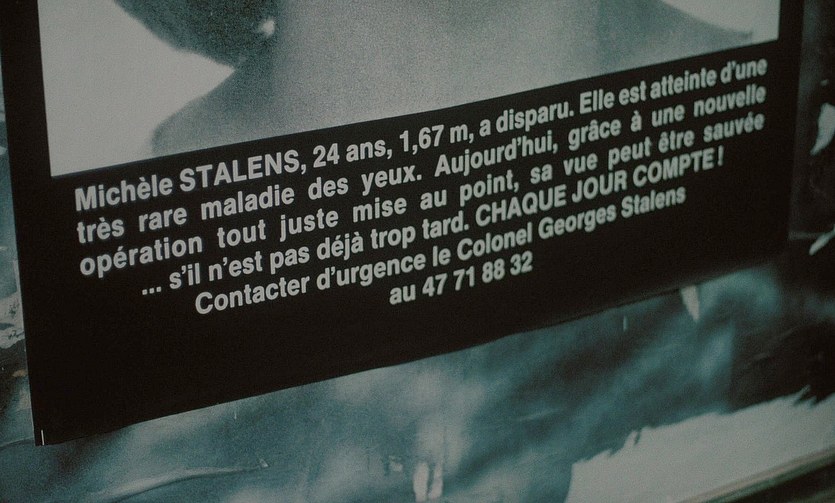 Michèle STALENS, 24 ans, 1,67 m, a disparu. Elle est atteinte d'une
très rare maladie des yeux. Aujourd'hui, grâce à une nouvelle
opération tout juste mise au point, sa vue peut être sauvée
... s'il n'est pas déjà trop tard. CHAQUE JOUR COMPTE !
Contacter d'urgence le Colonel Georges Stalens
au 47 71 88 32